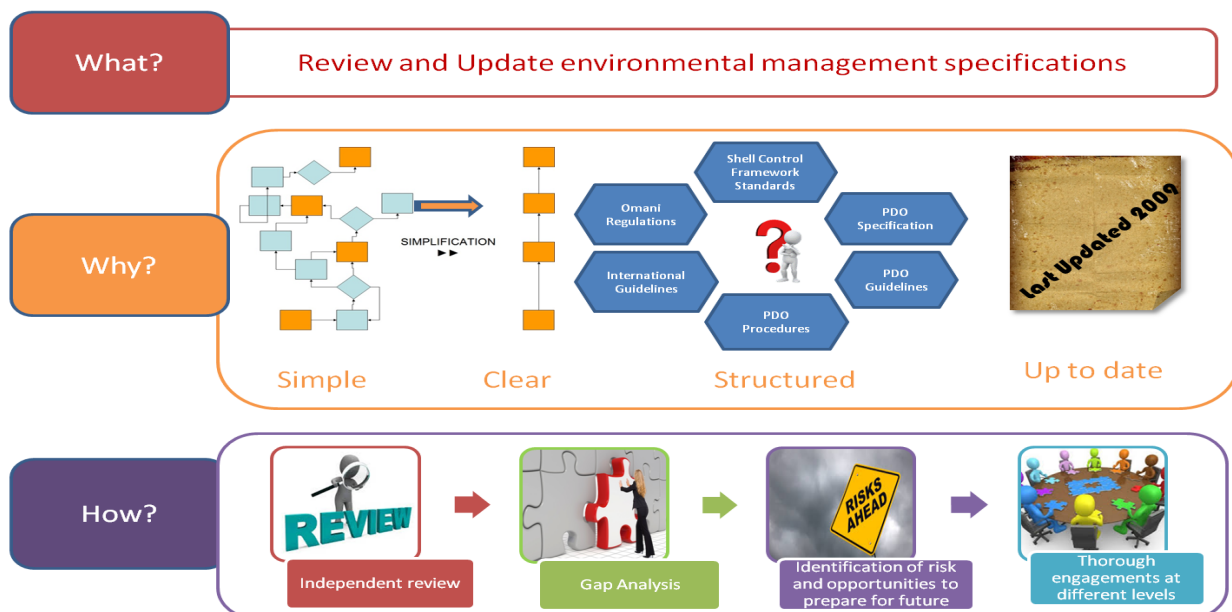 What?
Review and Update environmental management specifications
Why?
SIMPLIFICATION
Shell Control
Framework
Standards
Omani
Regulations
PDO
Specification
International
Guidelines
PDO
Guidelines
PDO
Procedures
Last Updated 2009
Simple
Clear
Structured
Up to date
How?
REVIEW
RISKS
AHEAD
Independent review
Gap Analysis
Identification of risk
and opportunities to
prepare for future
Thorough
engagements at
different levels